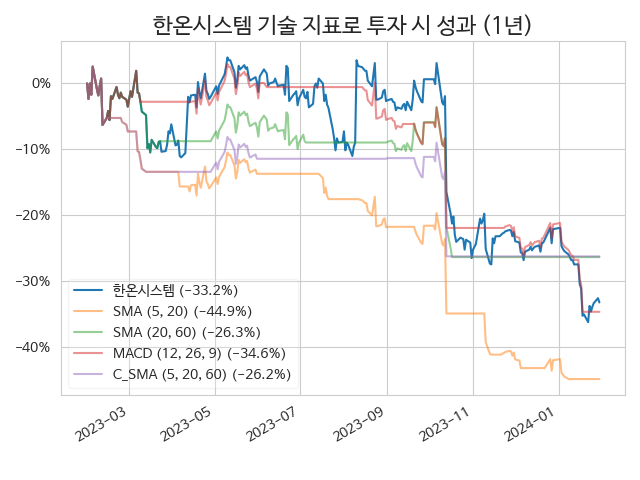 한온시스템 기술 지표로 투자 시 성과 (1년)
0%
−10%
−20%
−30%
−40%
한온시스템 (−33.2%)
SMA (5, 20) (−44.9%)
SMA (20, 60) (−26.3%)
MACD (12, 26, 9) (−34.6%)
C_SMA (5, 20, 60) (−26.2%)
2023−03
2023−05
2023−07
2023−09
2023−11
2024−01